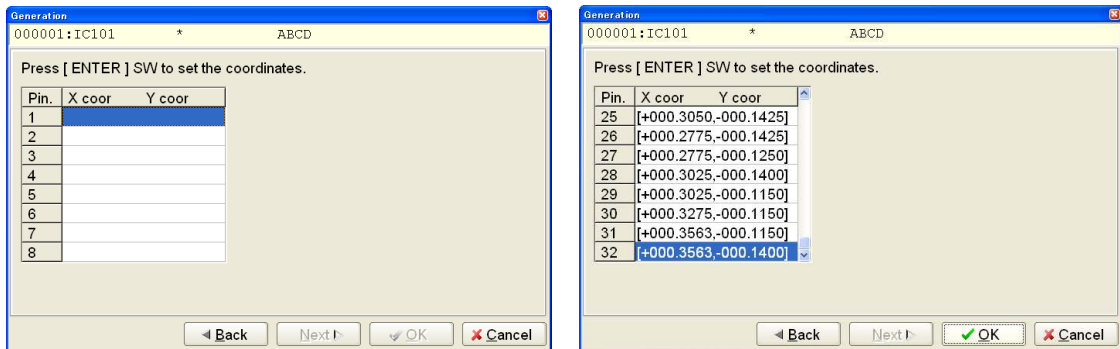 Generation
000001:IC101 * ABCD
Press [ ENTER ] SW to set the coordinates.
Pin. X coor Y coor
1
2
3
4
5
6
7
8
Back Next OK Cancel
Generation
000001:IC101 * ABCD
Press [ ENTER ] SW to set the coordinates.
Pin. X coor Y coor
25 [+000.3050,-000.1425]
26 [+000.2775,-000.1425]
27 [+000.2775,-000.1250]
28 [+000.3025,-000.1400]
29 [+000.3025,-000.1150]
30 [+000.3275,-000.1150]
31 [+000.3563,-000.1150]
32 [+000.3563,-000.1400]
Back Next OK Cancel